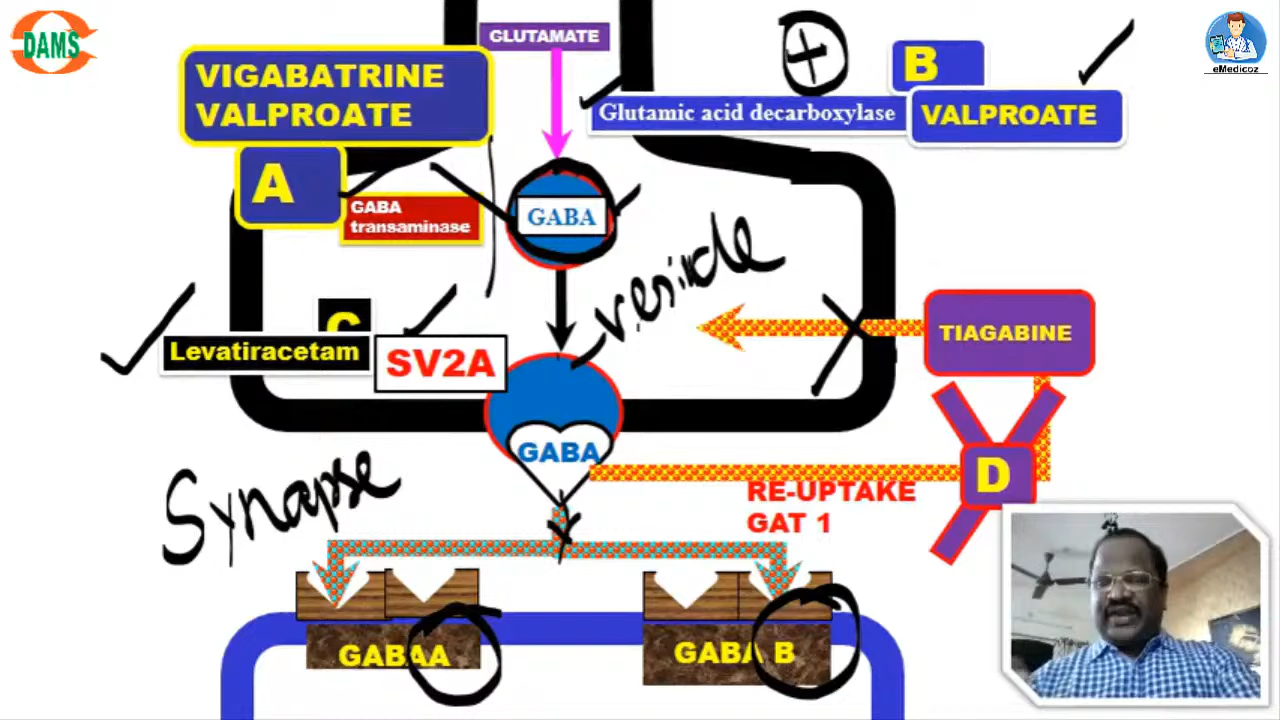 DAMS
GLUTAMATE
+
B
eMedicoz
VIGABATRINE
VALPROATE
Glutamic acid decarboxylase
VALPROATE
A
GABA
transaminase
GABA
vesicle
C
Levatiracetam
SV2A
TIAGABINE
GABA
D
RE-UPTAKE
GAT 1
Synapse
GABAA
GABA B